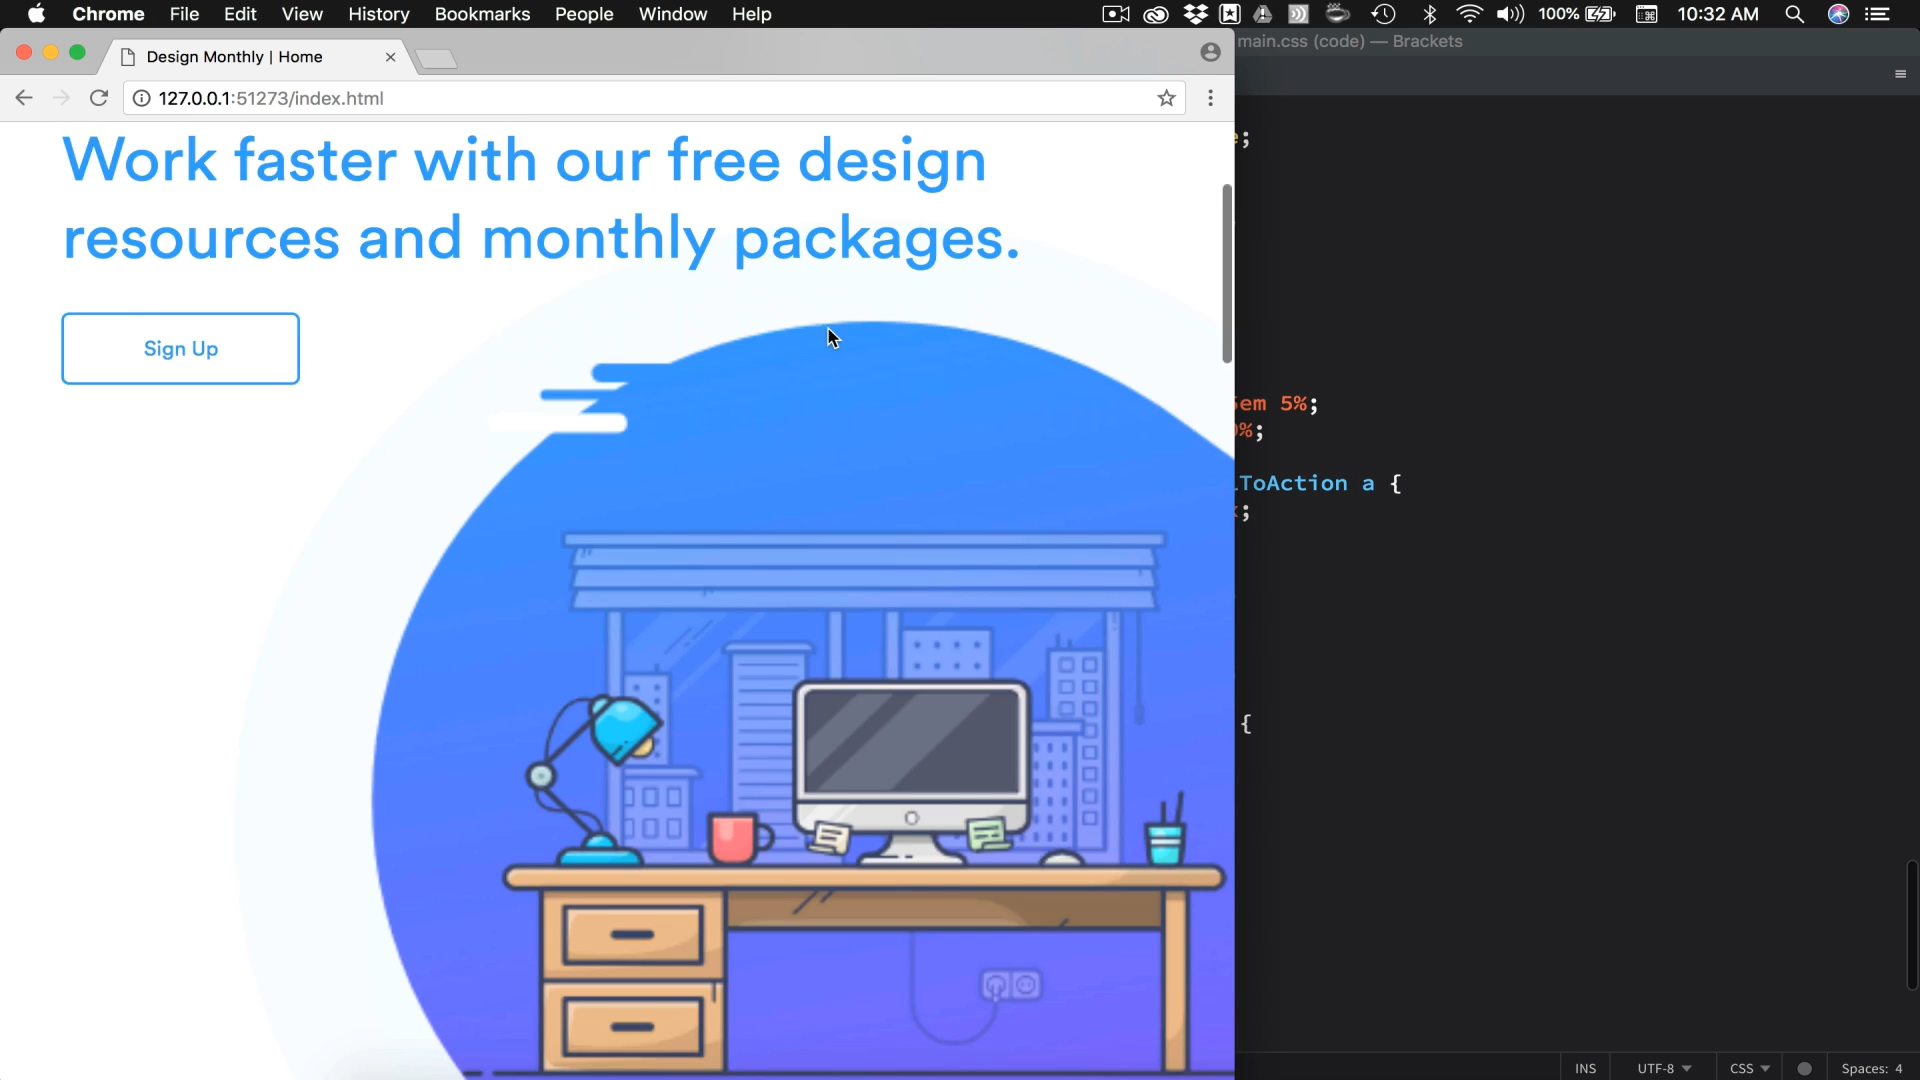 Chrome File Edit View History Bookmarks People Window Help 100% 10:32 AM
main.css (code) — Brackets
Design Monthly | Home
127.0.0.1:51273/index.html
Work faster with our free design
resources and monthly packages.
Sign Up
;
em 5%;
%;
ToAction a {
;
{
INS UTF-8 CSS Spaces: 4